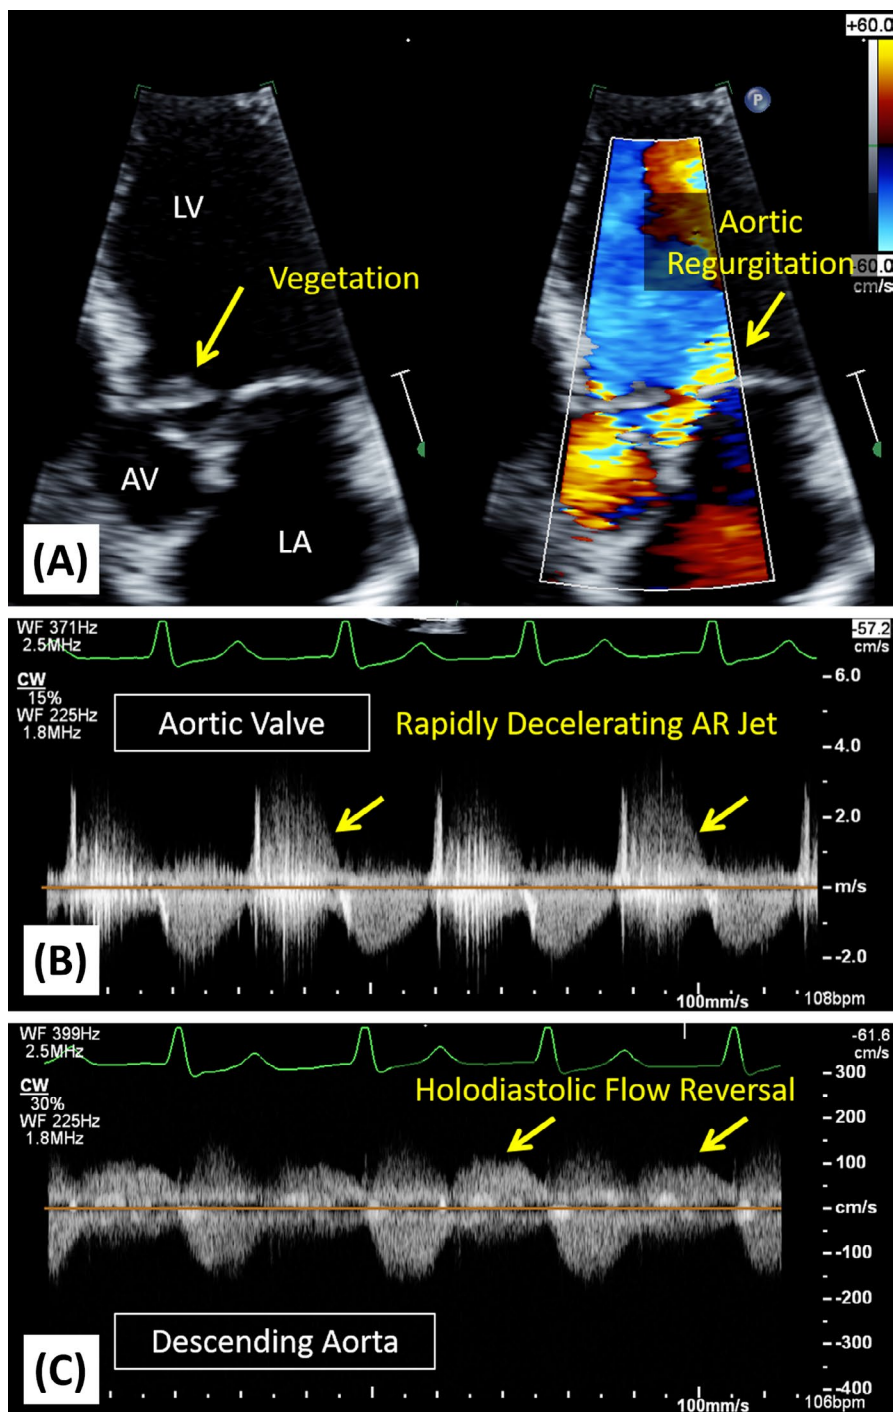 +60.0
P
LV
Aortic
Regurgitation
-60.0
cm/s
Vegetation
AV
LA
(A)
WF 371Hz
2.5MHz
-57.2
cm/s
CW
15%
WF 225Hz
1.8MHz
Aortic Valve
Rapidly Decelerating AR Jet
6.0
4.0
2.0
m/s
-2.0
(B)
100mm/s
108bpm
WF 399Hz
2.5MHz
-61.6
cm/s
CW
30%
WF 225Hz
1.8MHz
Holodiastolic Flow Reversal
300
200
100
cm/s
-100
-200
-300
-400
Descending Aorta
(C)
100mm/s
106bpm